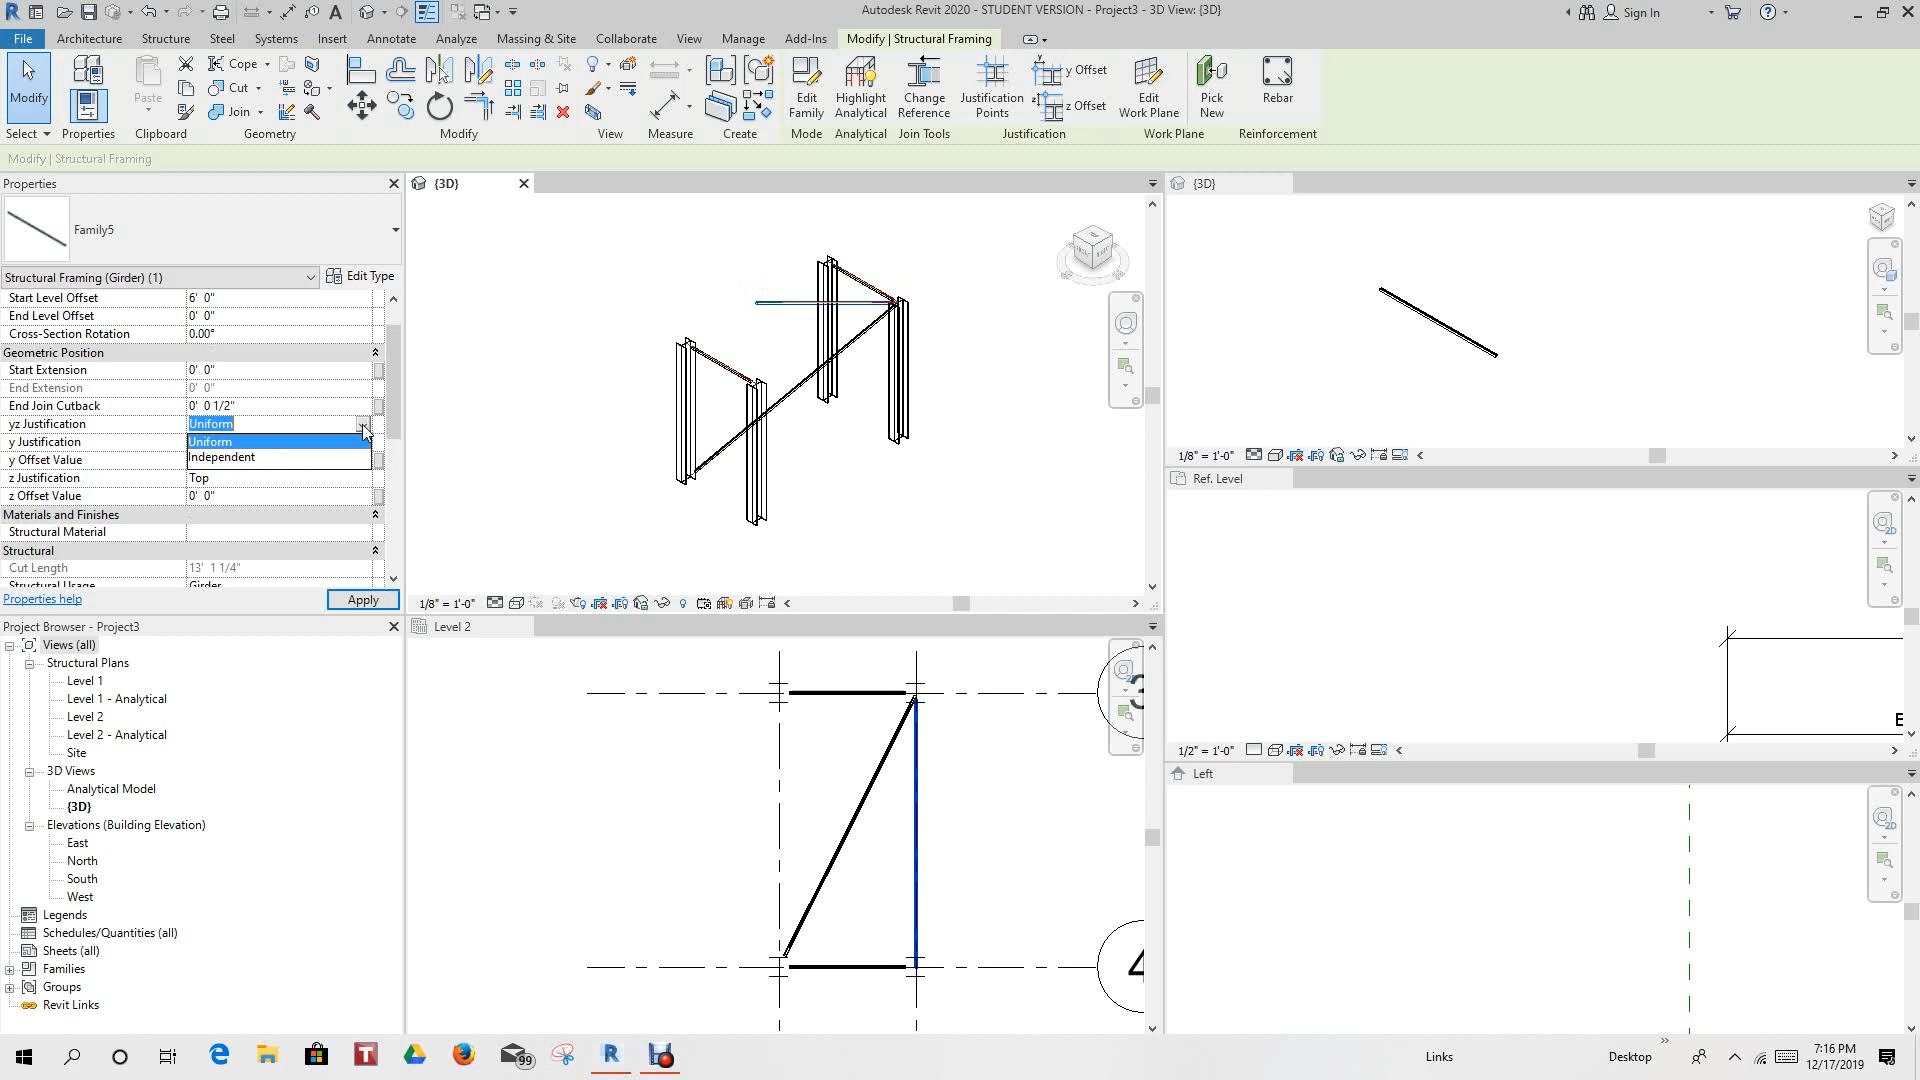 Autodesk Revit 2020 - STUDENT VERSION - Project3 - 3D View: {3D}
Sign In
File Architecture Structure Steel Systems Insert Annotate Analyze Massing & Site Collaborate View Manage Add-Ins Modify | Structural Framing
Modify
Paste
Cope
Cut
Join
Edit Family
Highlight Analytical
Change Reference
Justification Points
y Offset
z Offset
Edit Work Plane
Pick New
Rebar
Select Properties Clipboard Geometry Modify View Measure Create Mode Analytical Join Tools Justification Work Plane Reinforcement
Modify | Structural Framing
Properties
Family5
Structural Framing (Girder) (1)
Edit Type
Start Level Offset 6' 0"
End Level Offset 0' 0"
Cross-Section Rotation 0.00°
Geometric Position
Start Extension 0' 0"
End Extension 0' 0"
End Join Cutback 0' 0 1/2"
yz Justification Uniform
y Justification Uniform
y Offset Value Independent
z Justification Top
z Offset Value 0' 0"
Materials and Finishes
Structural Material
Structural
Cut Length 13' 1 1/4"
Structural Usage Girder
Properties help
Apply
Project Browser - Project3
Views (all)
Structural Plans
Level 1
Level 1 - Analytical
Level 2
Level 2 - Analytical
Site
3D Views
Analytical Model
{3D}
Elevations (Building Elevation)
East
North
South
West
Legends
Schedules/Quantities (all)
Sheets (all)
Families
Groups
Revit Links
{3D}
1/8" = 1'-0"
Level 2
3
4
{3D}
1/8" = 1'-0"
Ref. Level
E
1/2" = 1'-0"
Left
99
Links
Desktop
7:16 PM
12/17/2019